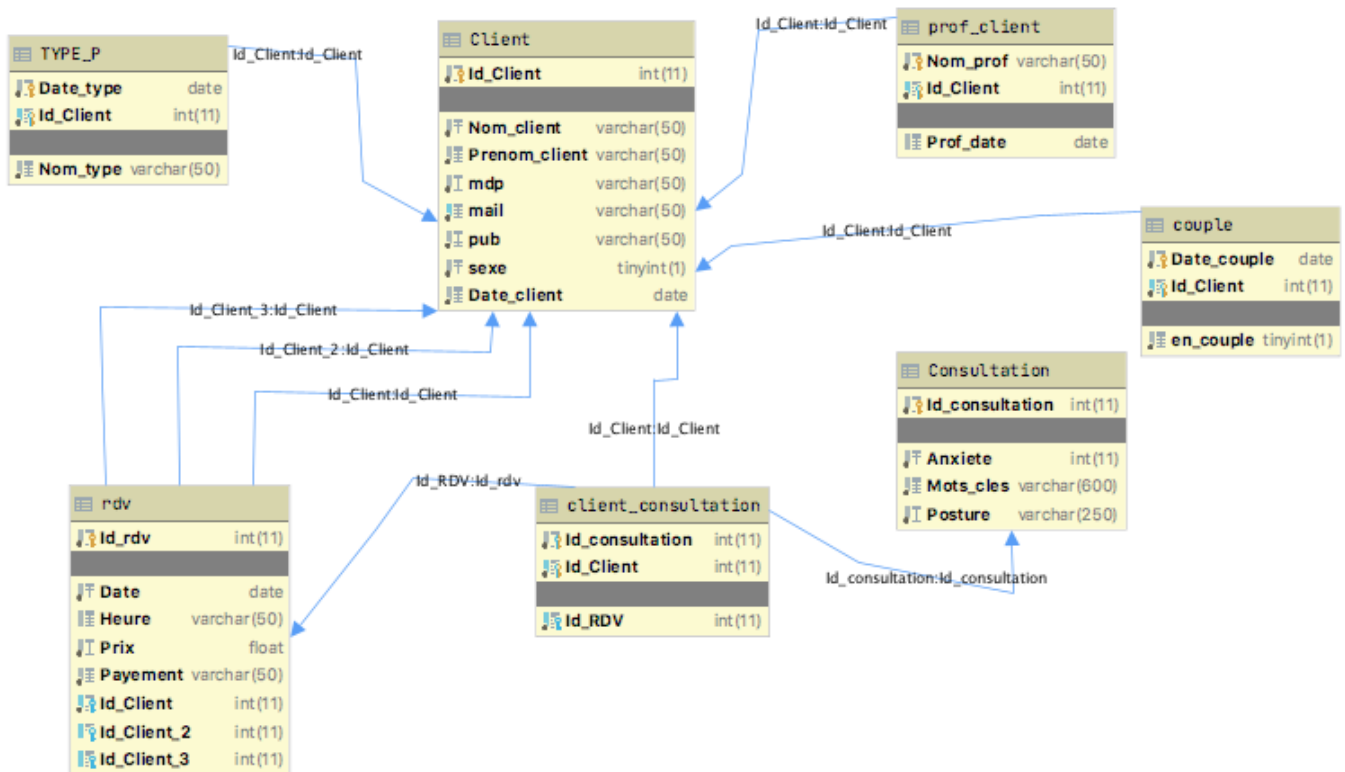 TYPE_P
Date_type date
Id_Client int(11)
Nom_type varchar(50)
Id_Client:Id_Client
Client
Id_Client int(11)
Nom_client varchar(50)
Prenom_client varchar(50)
mdp varchar(50)
mail varchar(50)
pub varchar(50)
sexe tinyint(1)
Date_client date
Id_Client:Id_Client
prof_client
Nom_prof varchar(50)
Id_Client int(11)
Prof_date date
Id_Client:Id_Client
couple
Date_couple date
Id_Client int(11)
en_couple tinyint(1)
Id_Client_3:Id_Client
Id_Client_2:Id_Client
Id_Client:Id_Client
Id_Client:Id_Client
Consultation
Id_consultation int(11)
Anxiete int(11)
Mots_cles varchar(600)
Posture varchar(250)
Id_RDV:Id_rdv
rdv
Id_rdv int(11)
Date date
Heure varchar(50)
Prix float
Payement varchar(50)
Id_Client int(11)
Id_Client_2 int(11)
Id_Client_3 int(11)
client_consultation
Id_consultation int(11)
Id_Client int(11)
Id_RDV int(11)
Id_consultation:Id_consultation